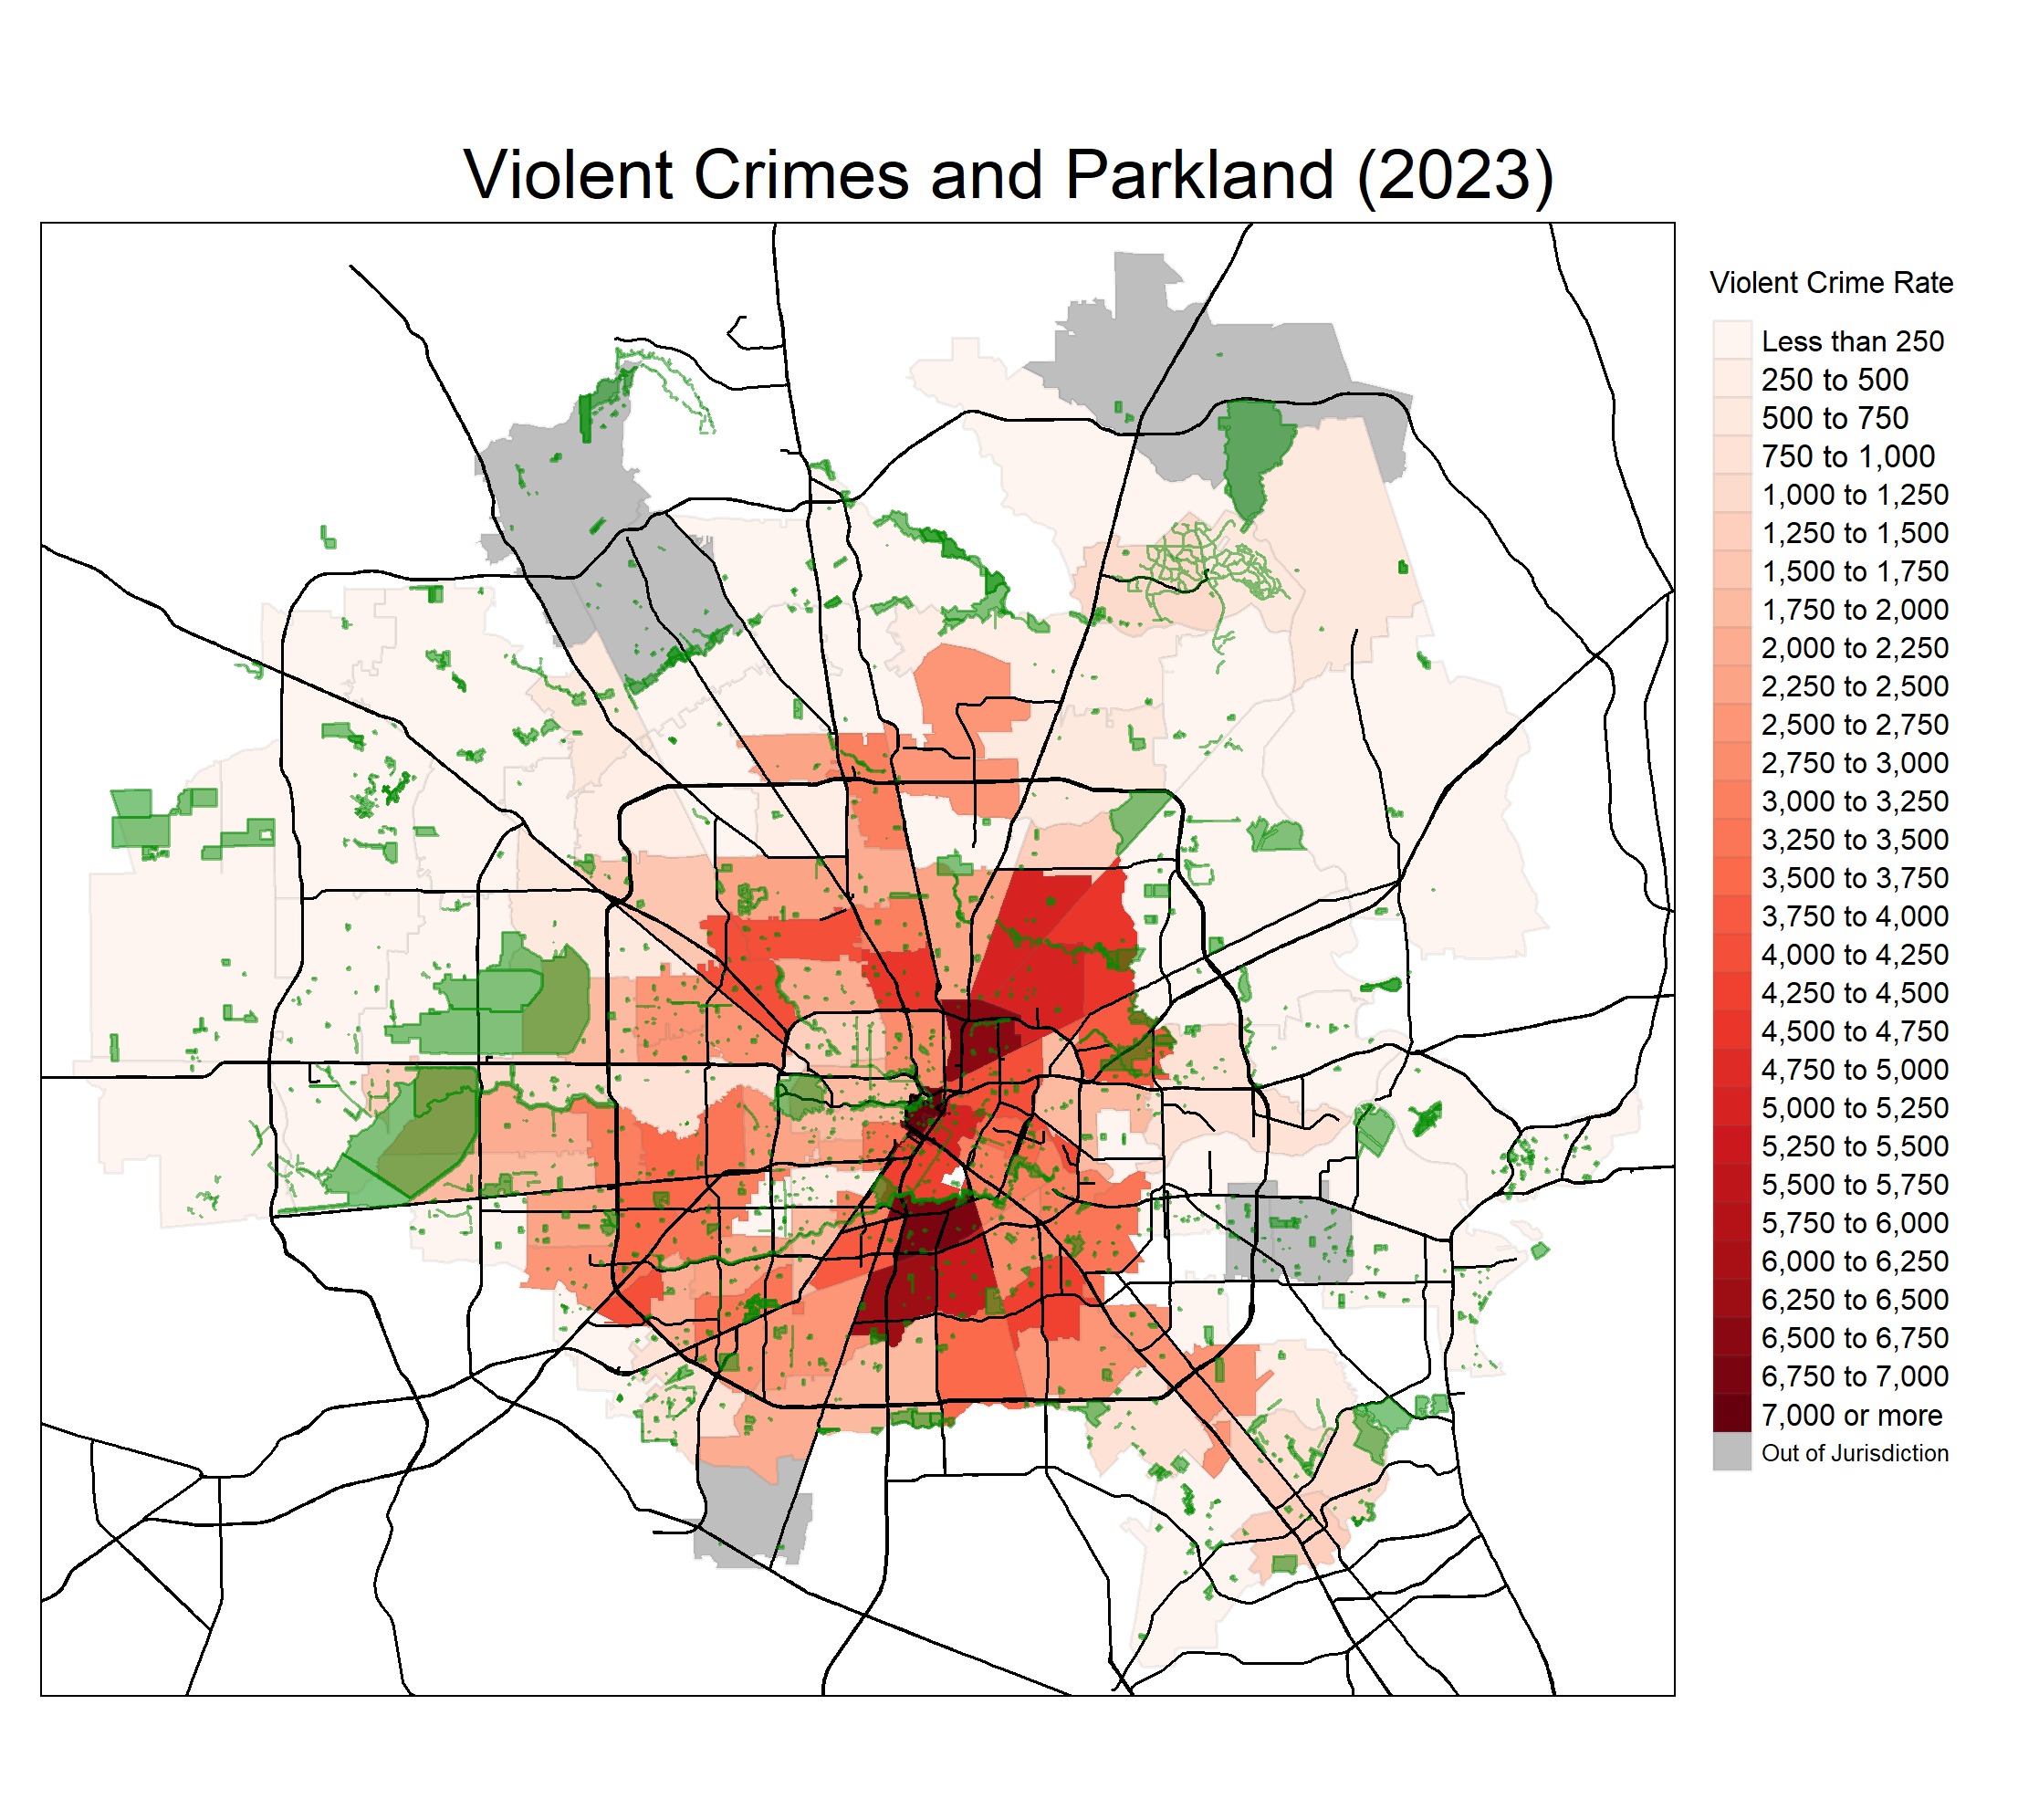 Violent Crimes and Parkland (2023)
Violent Crime Rate
Less than 250
250 to 500
500 to 750
750 to 1,000
1,000 to 1,250
1,250 to 1,500
1,500 to 1,750
1,750 to 2,000
2,000 to 2,250
2,250 to 2,500
2,500 to 2,750
2,750 to 3,000
3,000 to 3,250
3,250 to 3,500
3,500 to 3,750
3,750 to 4,000
4,000 to 4,250
4,250 to 4,500
4,500 to 4,750
4,750 to 5,000
5,000 to 5,250
5,250 to 5,500
5,500 to 5,750
5,750 to 6,000
6,000 to 6,250
6,250 to 6,500
6,500 to 6,750
6,750 to 7,000
7,000 or more
Out of Jurisdiction